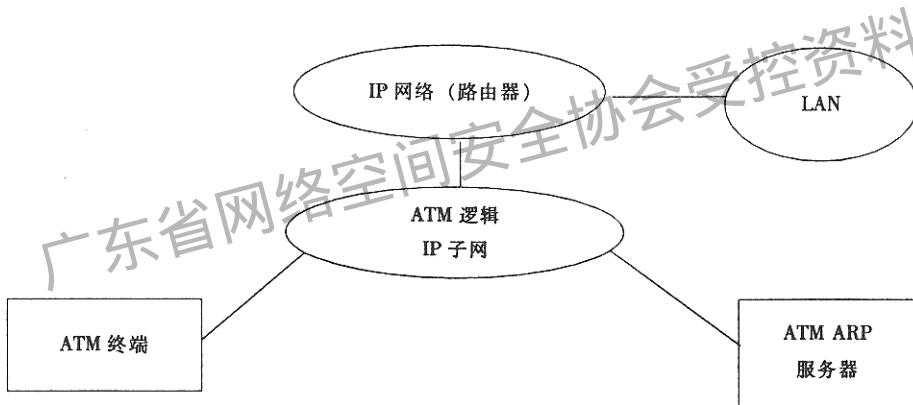 IP 网络（路由器）
LAN
ATM 逻辑
IP 子网
ATM 终端
ATM ARP
服务器
广东省网络空间安全协会受控资料